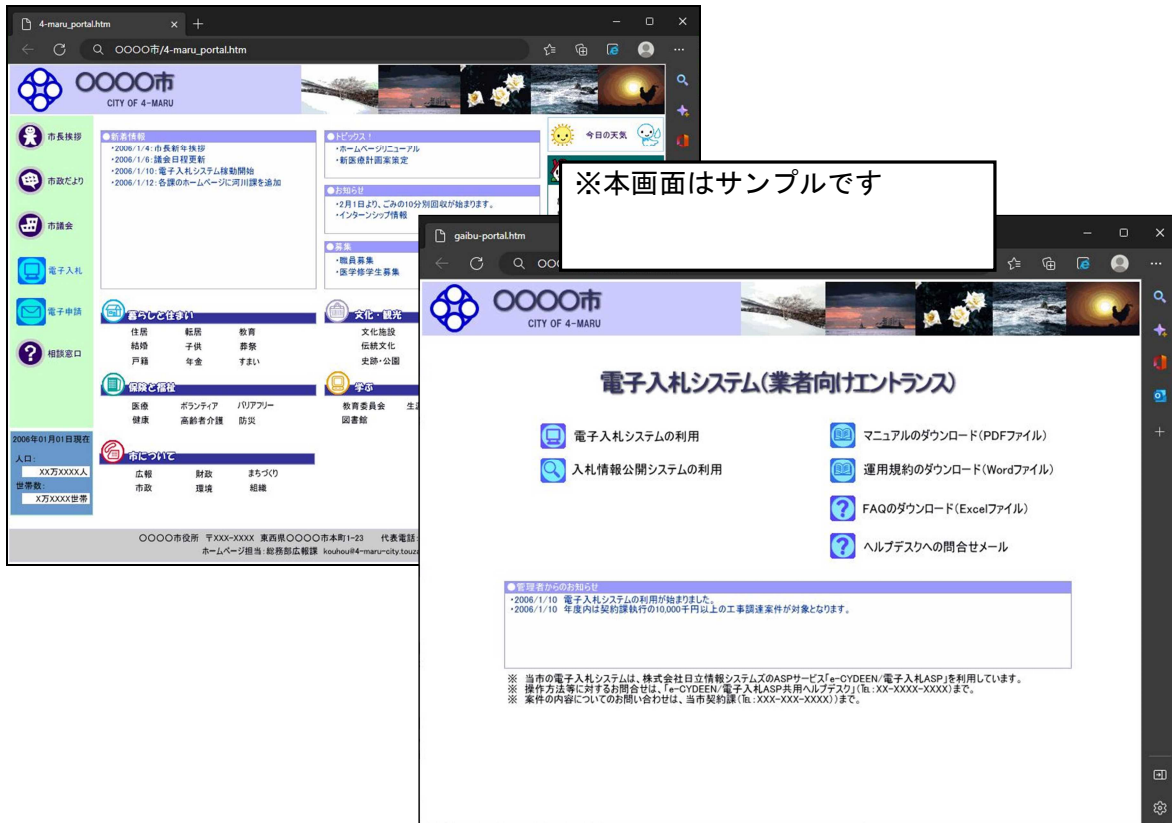 4-maru_portal.htm
〇〇〇〇市/4-maru_portal.htm
〇〇〇〇市
CITY OF 4-MARU
市長挨拶
市政だより
市議会
電子入札
電子申請
相談窓口
2006年01月01日現在
人口:
XX万XXXX人
世帯数:
X万XXXX世帯
●新着情報
・2006/1/4:市長新年挨拶
・2006/1/6:議会日程更新
・2006/1/10:電子入札システム稼動開始
・2006/1/12:各課のホームページに河川課を追加
●トピックス!
・ホームページリニューアル
・新医療計画案策定
●お知らせ
・2月1日より、ごみの10分別回収が始まります。
・インターンシップ情報
●募集
・職員募集
・医学修学生募集
今日の天気
暮らしと住まい
住居 転居 教育
結婚 子供 葬祭
戸籍 年金 すまい
文化・観光
文化施設
伝統文化
史跡・公園
保険と福祉
医療 ボランティア バリアフリー
健康 高齢者介護 防災
学ぶ
教育委員会
図書館
市について
広報 財政 まちづくり
市政 環境 組織
〇〇〇〇市役所 〒XXX-XXXX 東西県〇〇〇〇市本町1-23 代表電話:
ホームページ担当:総務部広報課 kouhou@4-maru-city.touza
※本画面はサンプルです
gaibu-portal.htm
〇〇〇〇市
CITY OF 4-MARU
電子入札システム(業者向けエントランス)
電子入札システムの利用
入札情報公開システムの利用
マニュアルのダウンロード(PDFファイル)
運用規約のダウンロード(Wordファイル)
FAQのダウンロード(Excelファイル)
ヘルプデスクへの問合せメール
●管理者からのお知らせ
・2006/1/10 電子入札システムの利用が始まりました。
・2006/1/10 年度内は契約課執行の10,000千円以上の工事調達案件が対象となります。
※ 当市の電子入札システムは、株式会社日立情報システムズのASPサービス「e-CYDEEN/電子入札ASP」を利用しています。
※ 操作方法等に対するお問合せは、「e-CYDEEN/電子入札ASP共用ヘルプデスク」(℡:XX-XXXX-XXXX)まで。
※ 案件の内容についてのお問い合わせは、当市契約課(℡:XXX-XXX-XXXX))まで。